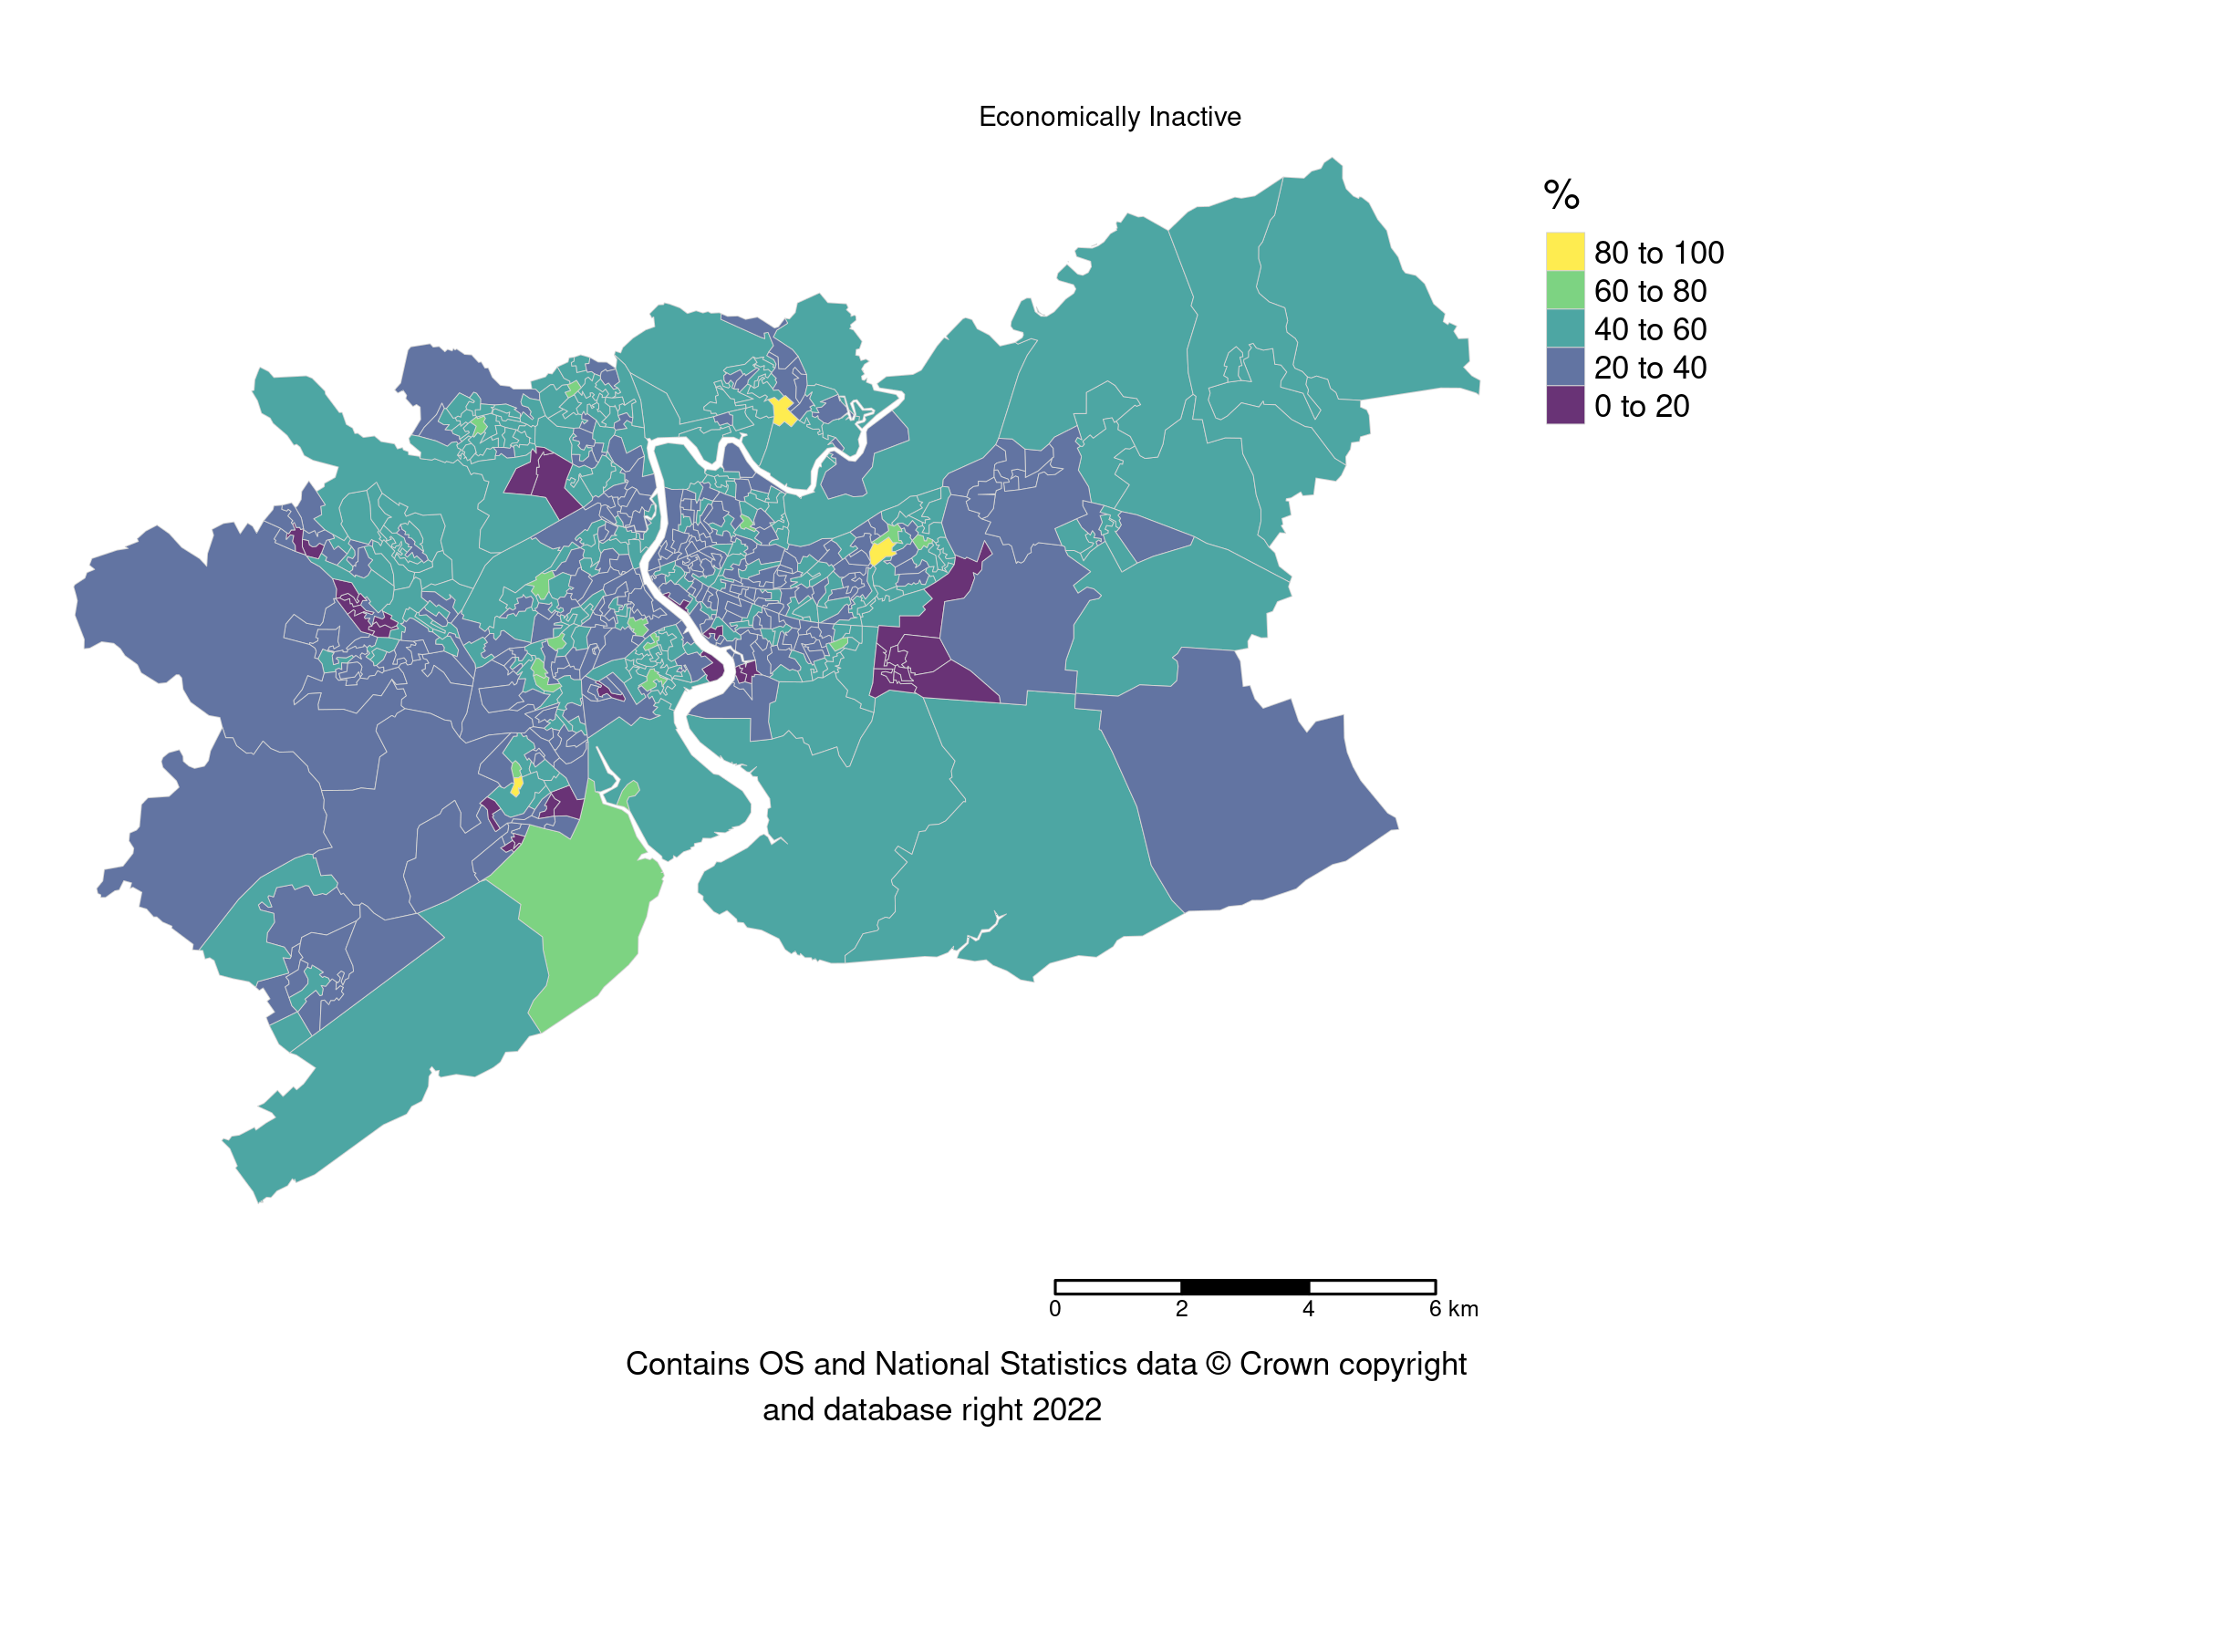 Economically Inactive
%
80 to 100
60 to 80
40 to 60
20 to 40
0 to 20
0 2 4 6 km
Contains OS and National Statistics data © Crown copyright
and database right 2022